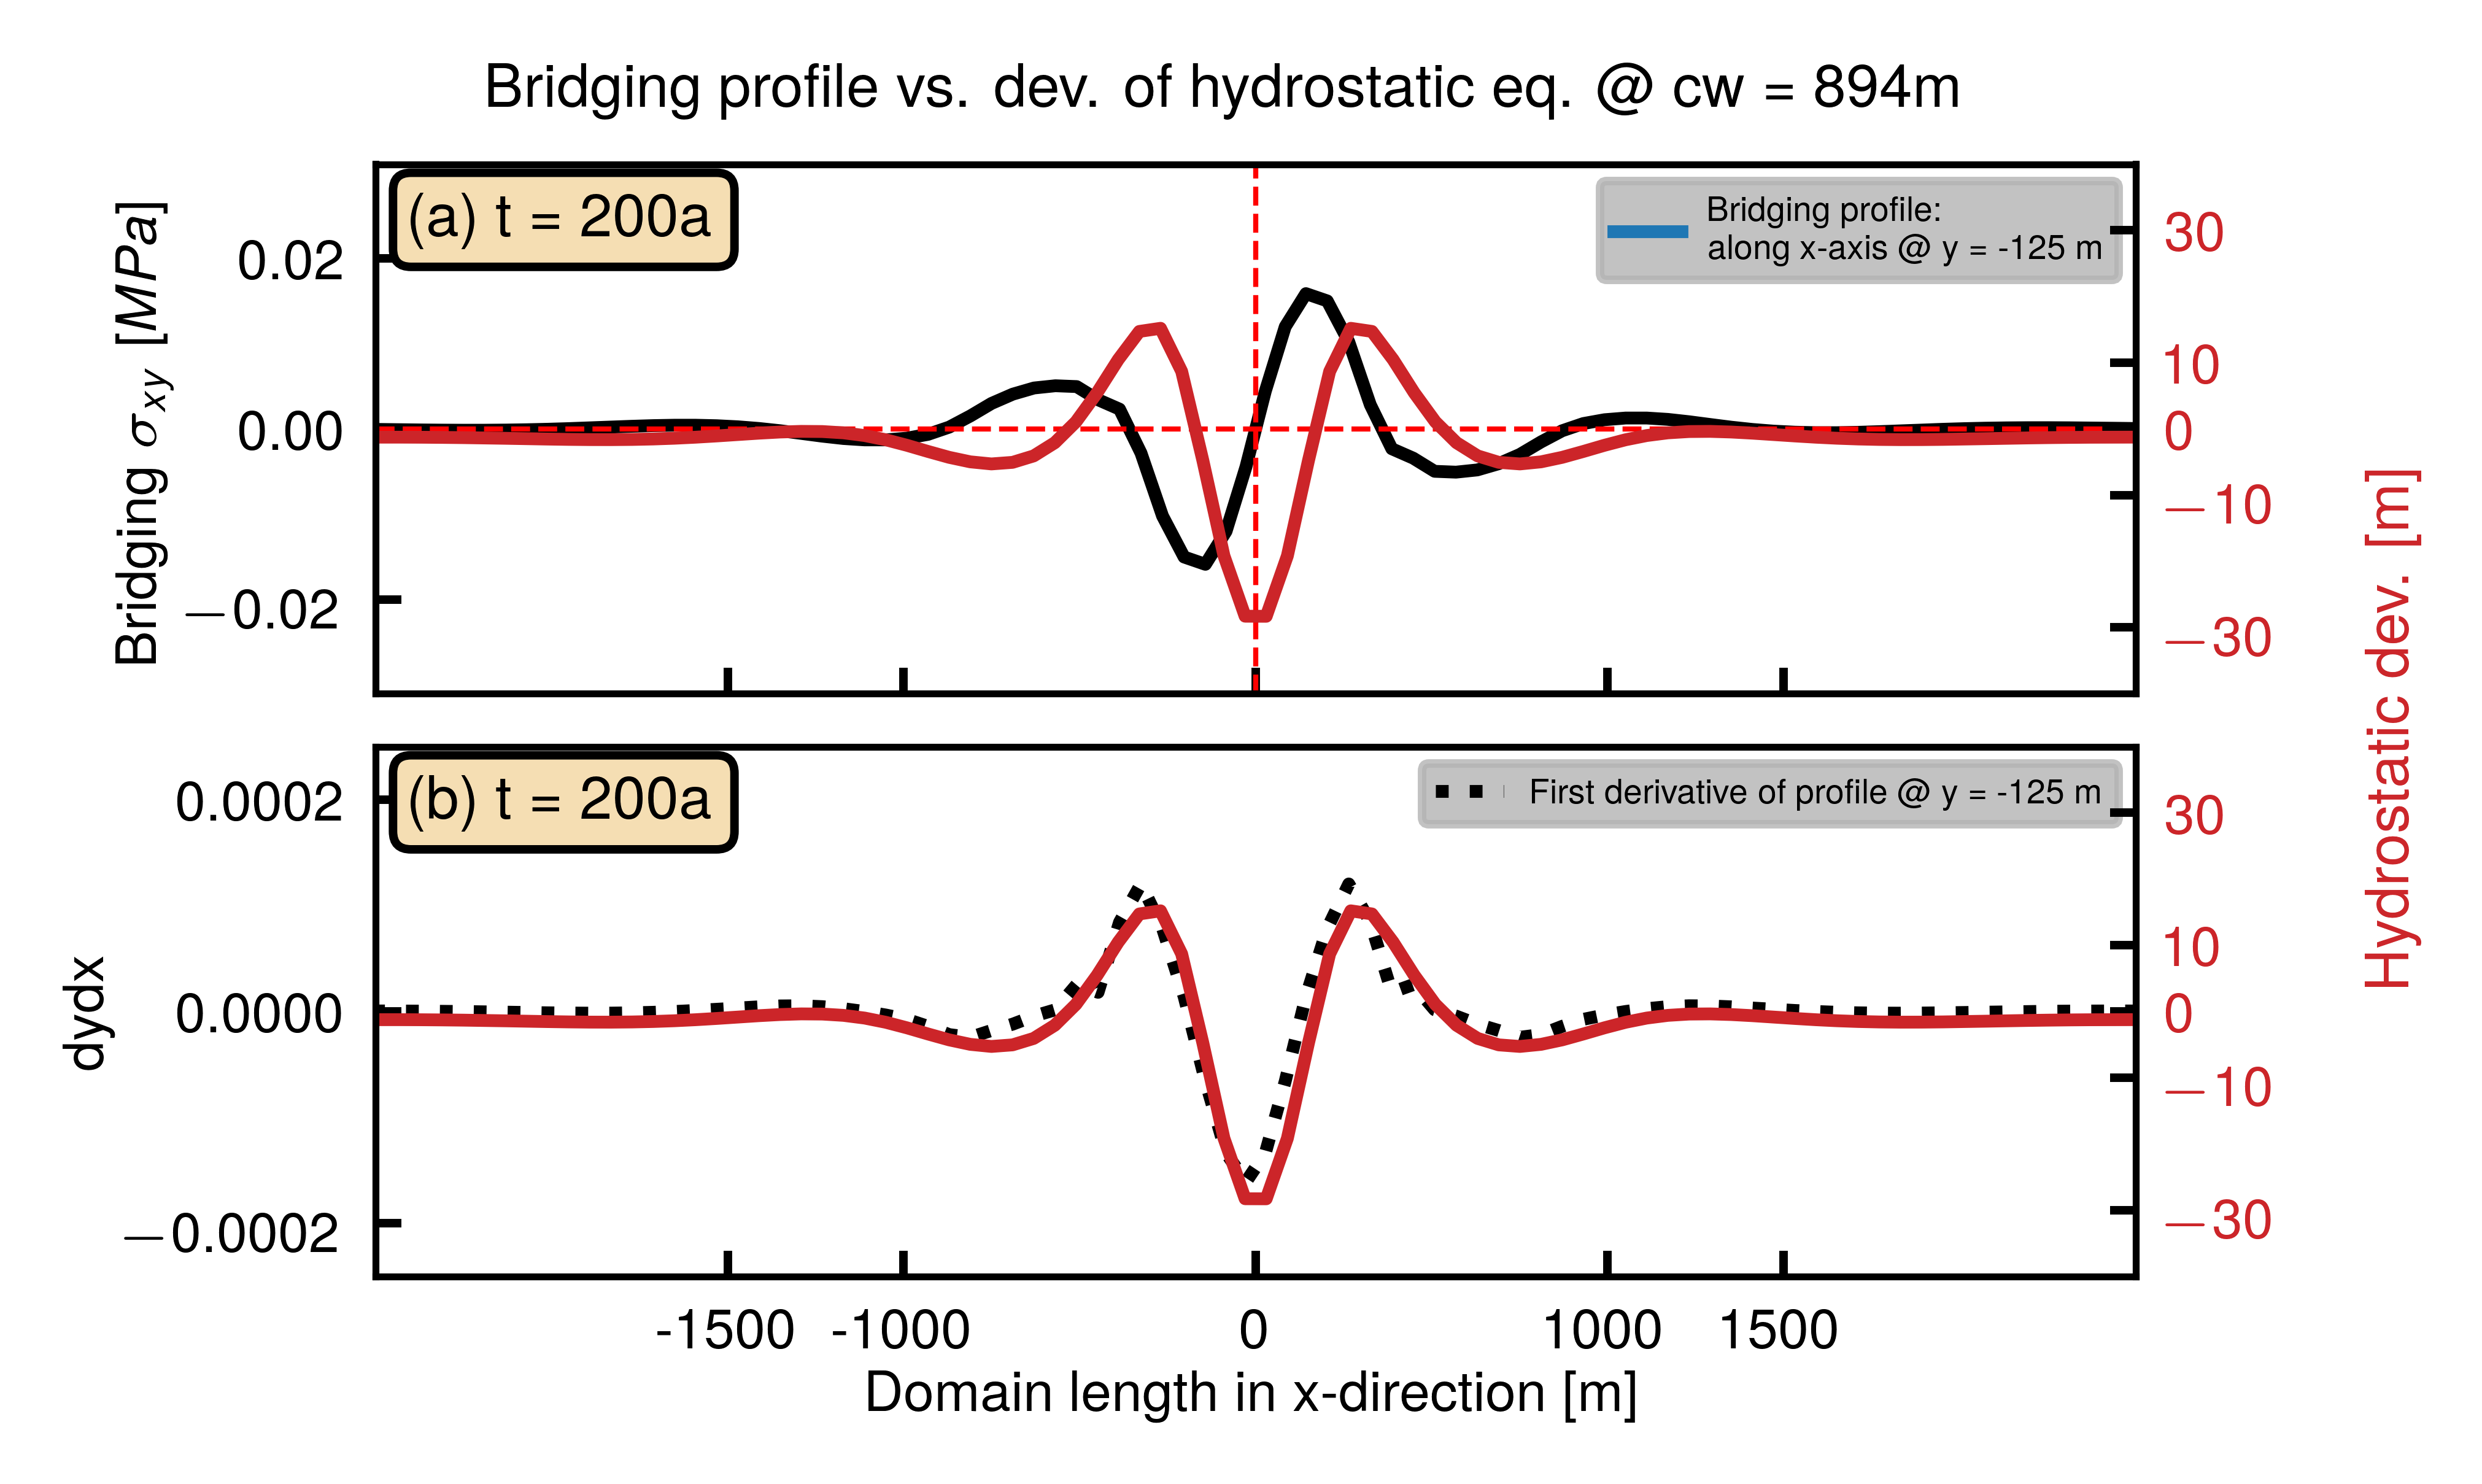 Bridging profile vs. dev. of hydrostatic eq. @ cw = 894m
(a) t = 200a
Bridging profile:
along x-axis @ y = -125 m
Bridging σxy [MPa]
0.02
0.00
−0.02
30
10
0
−10
−30
Hydrostatic dev. [m]
(b) t = 200a
First derivative of profile @ y = -125 m
dydx
0.0002
0.0000
−0.0002
30
10
0
−10
−30
-1500 -1000 0 1000 1500
Domain length in x-direction [m]